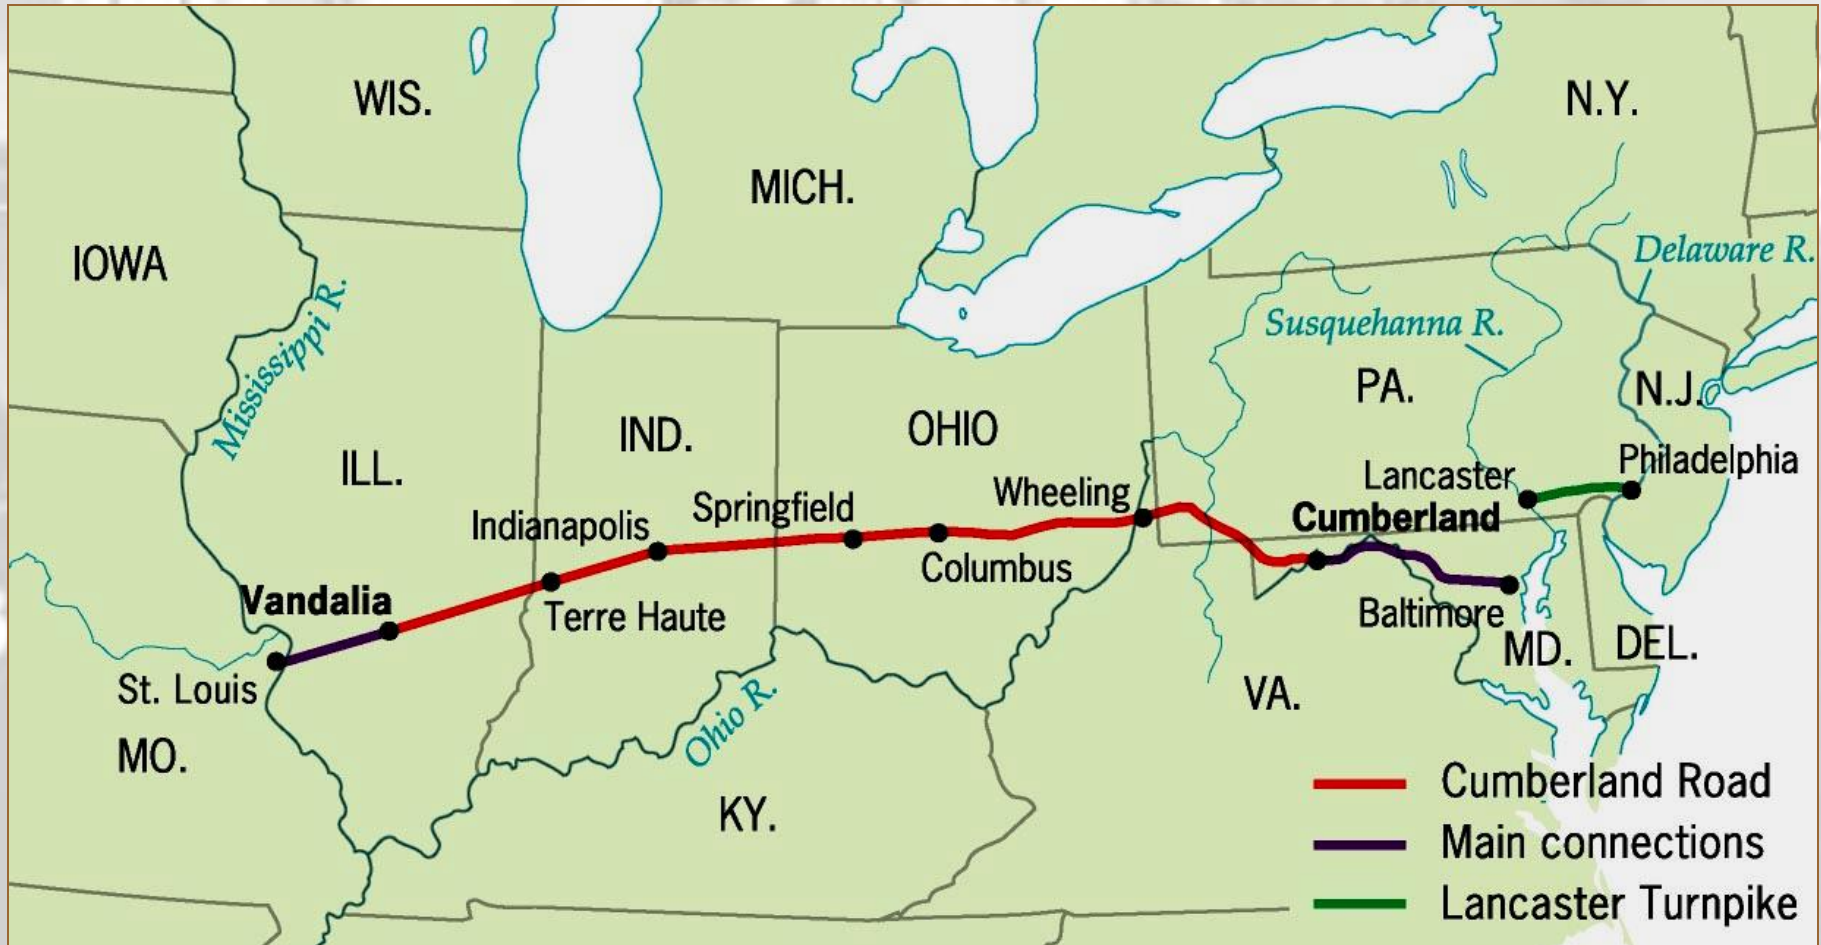 WIS.
N.Y.
MICH.
IOWA
Delaware R.
Mississippi R.
Susquehanna R.
PA.
N.J.
IND.
OHIO
ILL.
Philadelphia
Lancaster
Wheeling
Springfield
Cumberland
Indianapolis
Columbus
Vandalia
Terre Haute
Baltimore
MD.
DEL.
St. Louis
VA.
Ohio R.
MO.
KY.
Cumberland Road
Main connections
Lancaster Turnpike